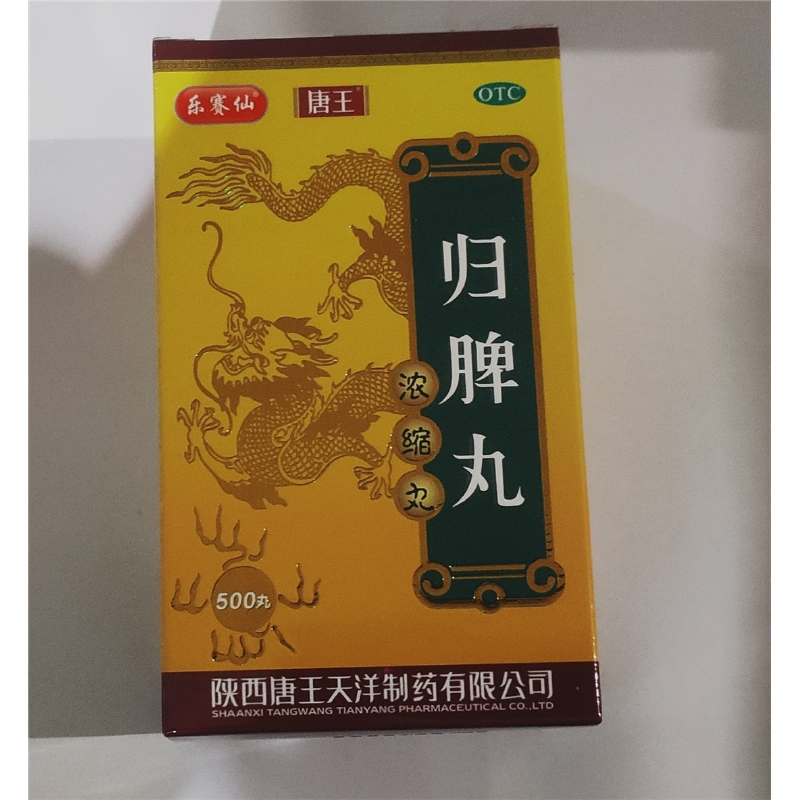 乐赛仙®
唐王®
OTC
归脾丸
浓缩丸
500丸
陕西唐王天洋制药有限公司
SHAANXI TANGWANG TIANYANG PHARMACEUTICAL CO.,LTD